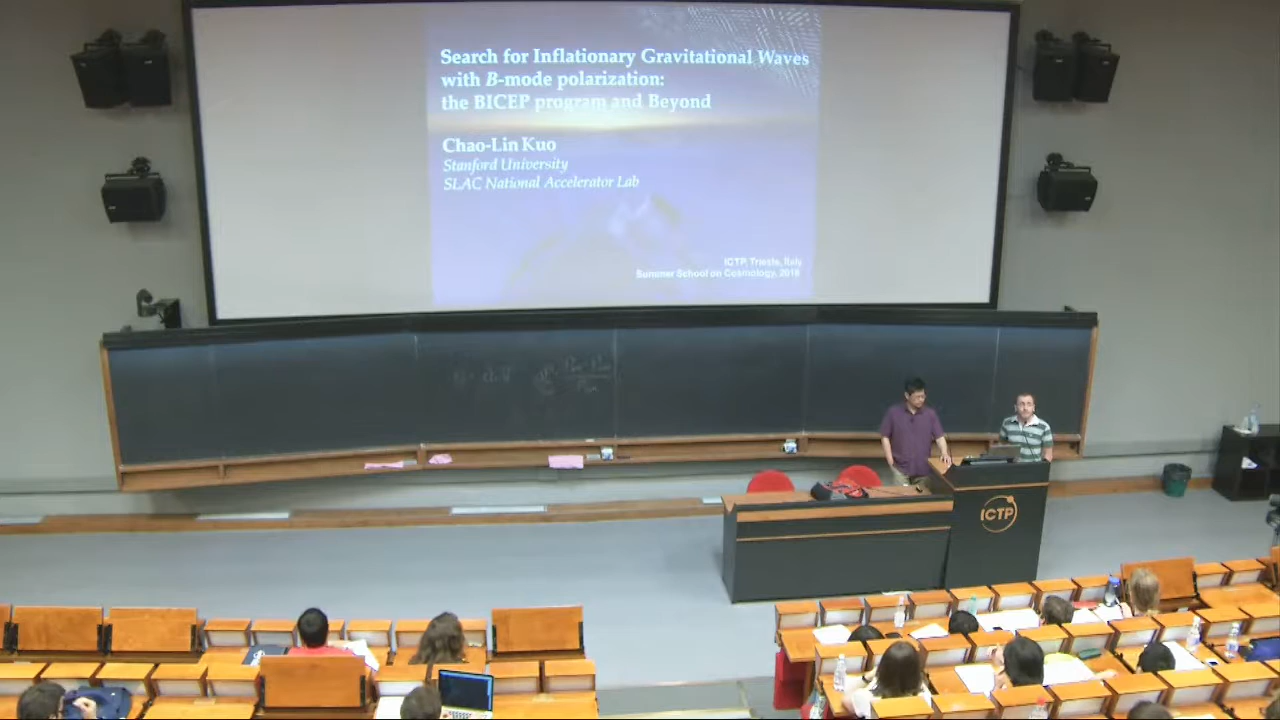 Search for Inflationary Gravitational Waves
with B-mode polarization:
the BICEP program and Beyond
Chao-Lin Kuo
Stanford University
SLAC National Accelerator Lab
ICTP, Trieste, Italy
Summer School on Cosmology, 2016
ICTP